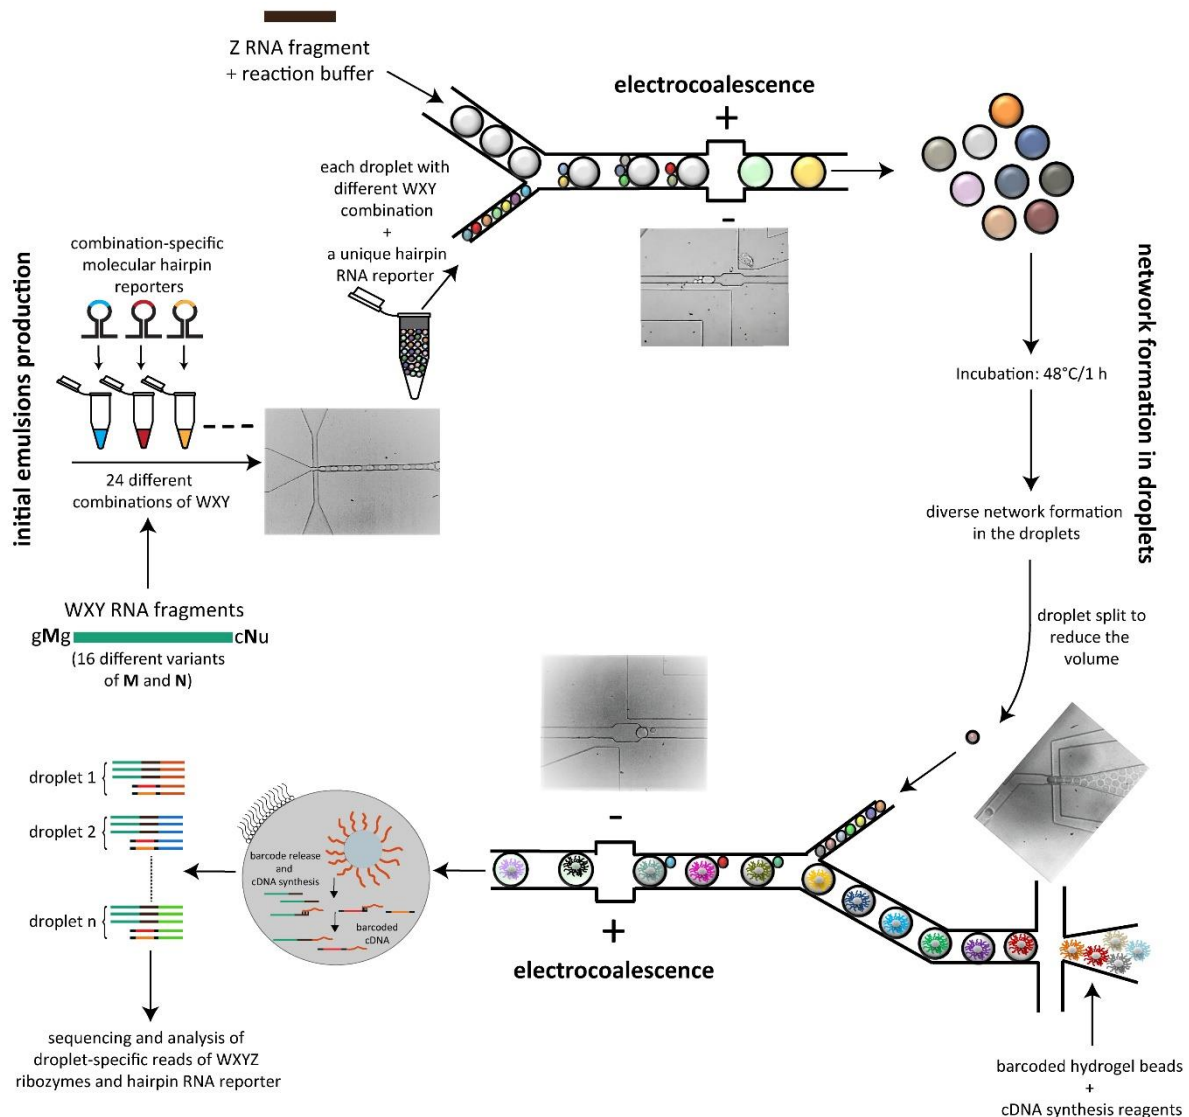 Z RNA fragment
+ reaction buffer
electrocoalescence
+
-
each droplet with
different WXY
combination
+
a unique hairpin
RNA reporter
combination-specific
molecular hairpin
reporters
initial emulsions production
24 different
combinations of WXY
WXY RNA fragments
gMg cNu
(16 different variants
of M and N)
network formation in droplets
Incubation: 48°C/1 h
diverse network formation
in the droplets
droplet split to
reduce the
volume
barcoded hydrogel beads
+
cDNA synthesis reagents
-
+
electrocoalescence
barcode release
and
cDNA synthesis
barcoded
cDNA
droplet 1
droplet 2
droplet n
sequencing and analysis of
droplet-specific reads of WXYZ
ribozymes and hairpin RNA reporter